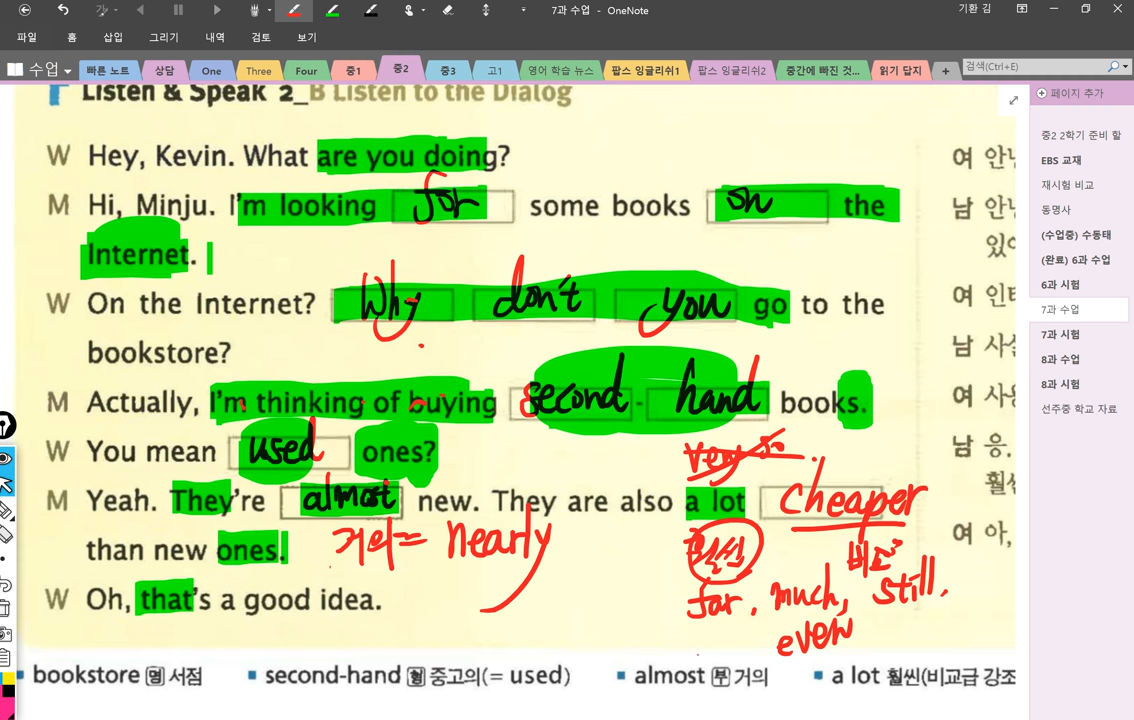 7과 수업 - OneNote
기환 김
파일 홈 삽입 그리기 내역 검토 보기
수업 빠른 노트 상담 One Three Four 중1 중2 중3 고1 영어 학습 뉴스 팝스 잉글리쉬1 팝스 잉글리쉬2 중간에 빠진 것... 읽기 답지 + 검색(Ctrl+E)
Listen & Speak 2_B Listen to the Dialog
W Hey, Kevin. What are you doing?
M Hi, Minju. I'm looking for some books on the
Internet.
W On the Internet? Why don't you go to the
bookstore?
M Actually, I'm thinking of buying second-hand books.
W You mean used ones?
M Yeah. They're almost new. They are also a lot cheaper
than new ones.
W Oh, that's a good idea.
거의 = nearly
very
훨씬
비교
far, much, still,
even
여
남
여
남
여
남 응.
여 아,
bookstore 명 서점
second-hand 형 중고의(= used)
almost 부 거의
a lot 훨씬(비교급 강조
페이지 추가
중2 2학기 준비 할
EBS 교재
재시험 비교
동명사
(수업중) 수동태
(완료) 6과 수업
6과 시험
7과 수업
7과 시험
8과 수업
8과 시험
선주중 학교 자료